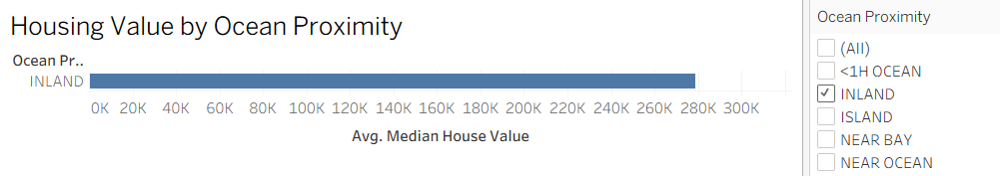 Housing Value by Ocean Proximity
Ocean Pr..
INLAND
0K 20K 40K 60K 80K 100K 120K 140K 160K 180K 200K 220K 240K 260K 280K 300K
Avg. Median House Value
Ocean Proximity
(All)
<1H OCEAN
INLAND
ISLAND
NEAR BAY
NEAR OCEAN